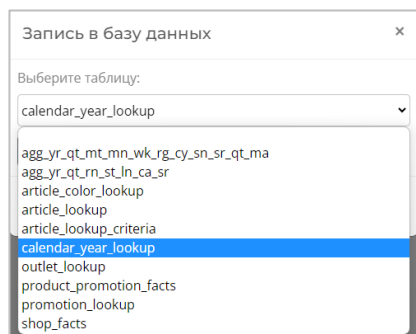 Запись в базу данных ×
Выберите таблицу:
calendar_year_lookup
agg_yr_qt_mt_mn_wk_rg_cy_sn_sr_qt_ma
agg_yr_qt_rn_st_ln_ca_sr
article_color_lookup
article_lookup
article_lookup_criteria
calendar_year_lookup
outlet_lookup
product_promotion_facts
promotion_lookup
shop_facts